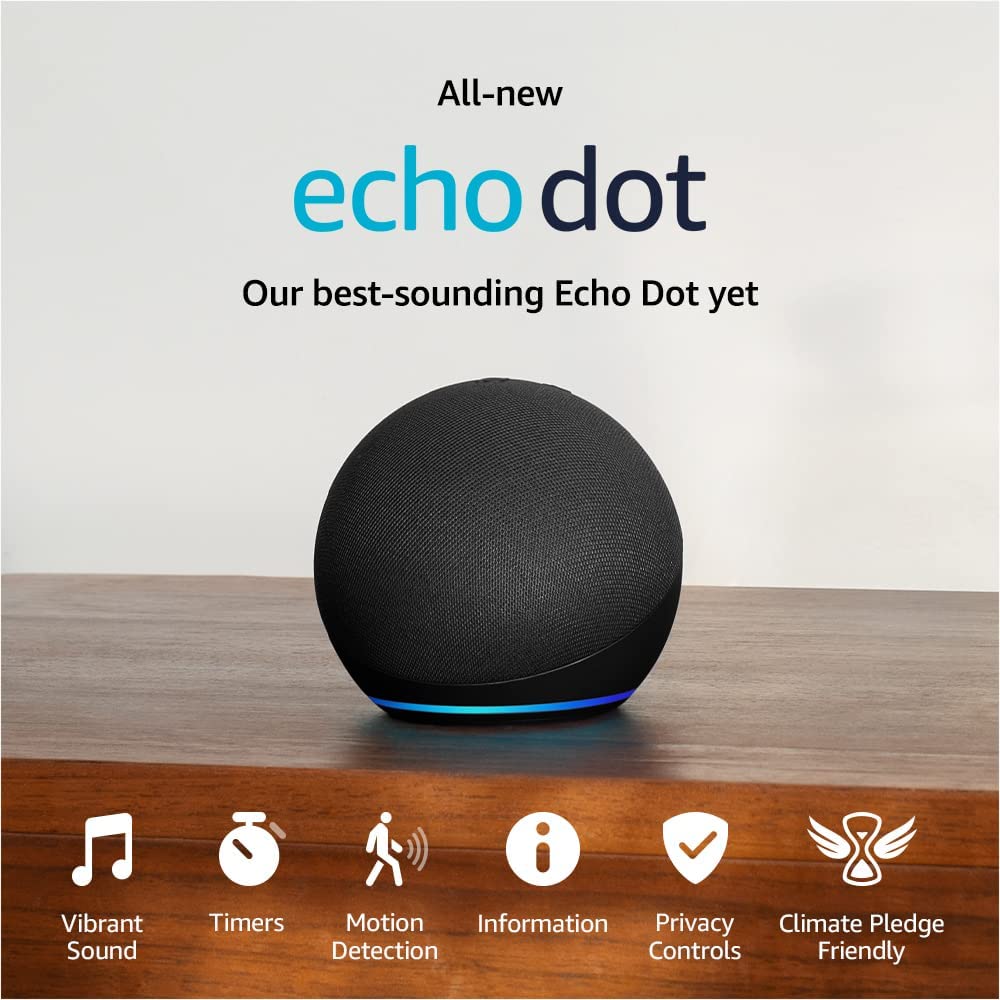 All-new
echo dot
Our best-sounding Echo Dot yet
Vibrant
Sound
Timers
Motion
Detection
Information
Privacy
Controls
Climate Pledge
Friendly